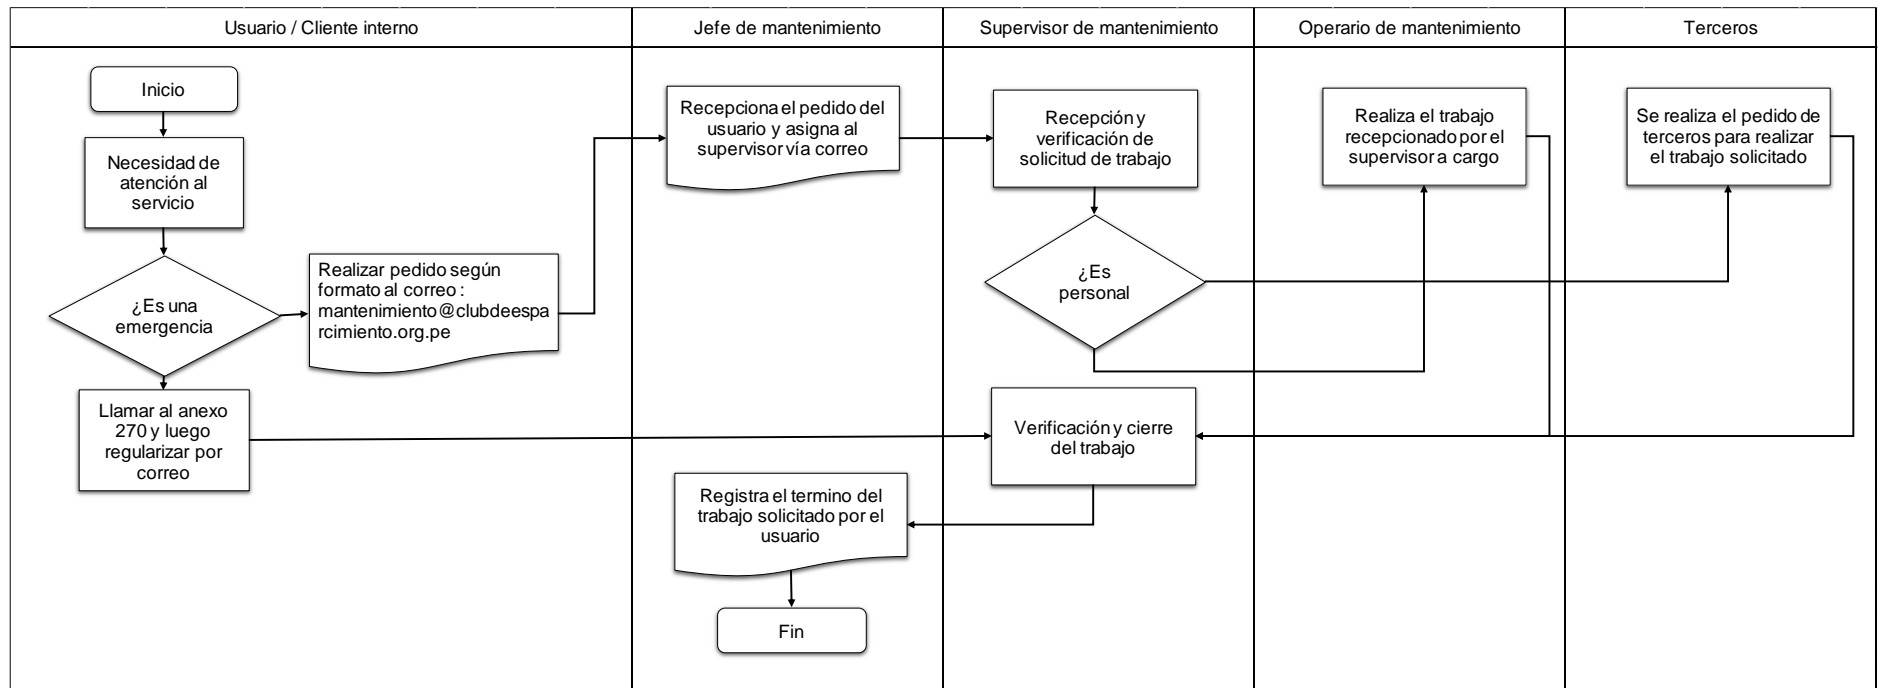 Usuario / Cliente interno
Jefe de mantenimiento
Supervisor de mantenimiento
Operario de mantenimiento
Terceros
Inicio
Necesidad de
atención al
servicio
¿Es una
emergencia
Realizar pedido según
formato al correo :
mantenimiento@clubdeespa
rcimiento.org.pe
Llamar al anexo
270 y luego
regularizar por
correo
Recepciona el pedido del
usuario y asigna al
supervisor vía correo
Recepción y
verificación de
solicitud de trabajo
¿Es
personal
Realiza el trabajo
recepcionado por el
supervisor a cargo
Se realiza el pedido de
terceros para realizar
el trabajo solicitado
Verificación y cierre
del trabajo
Registra el termino del
trabajo solicitado por el
usuario
Fin